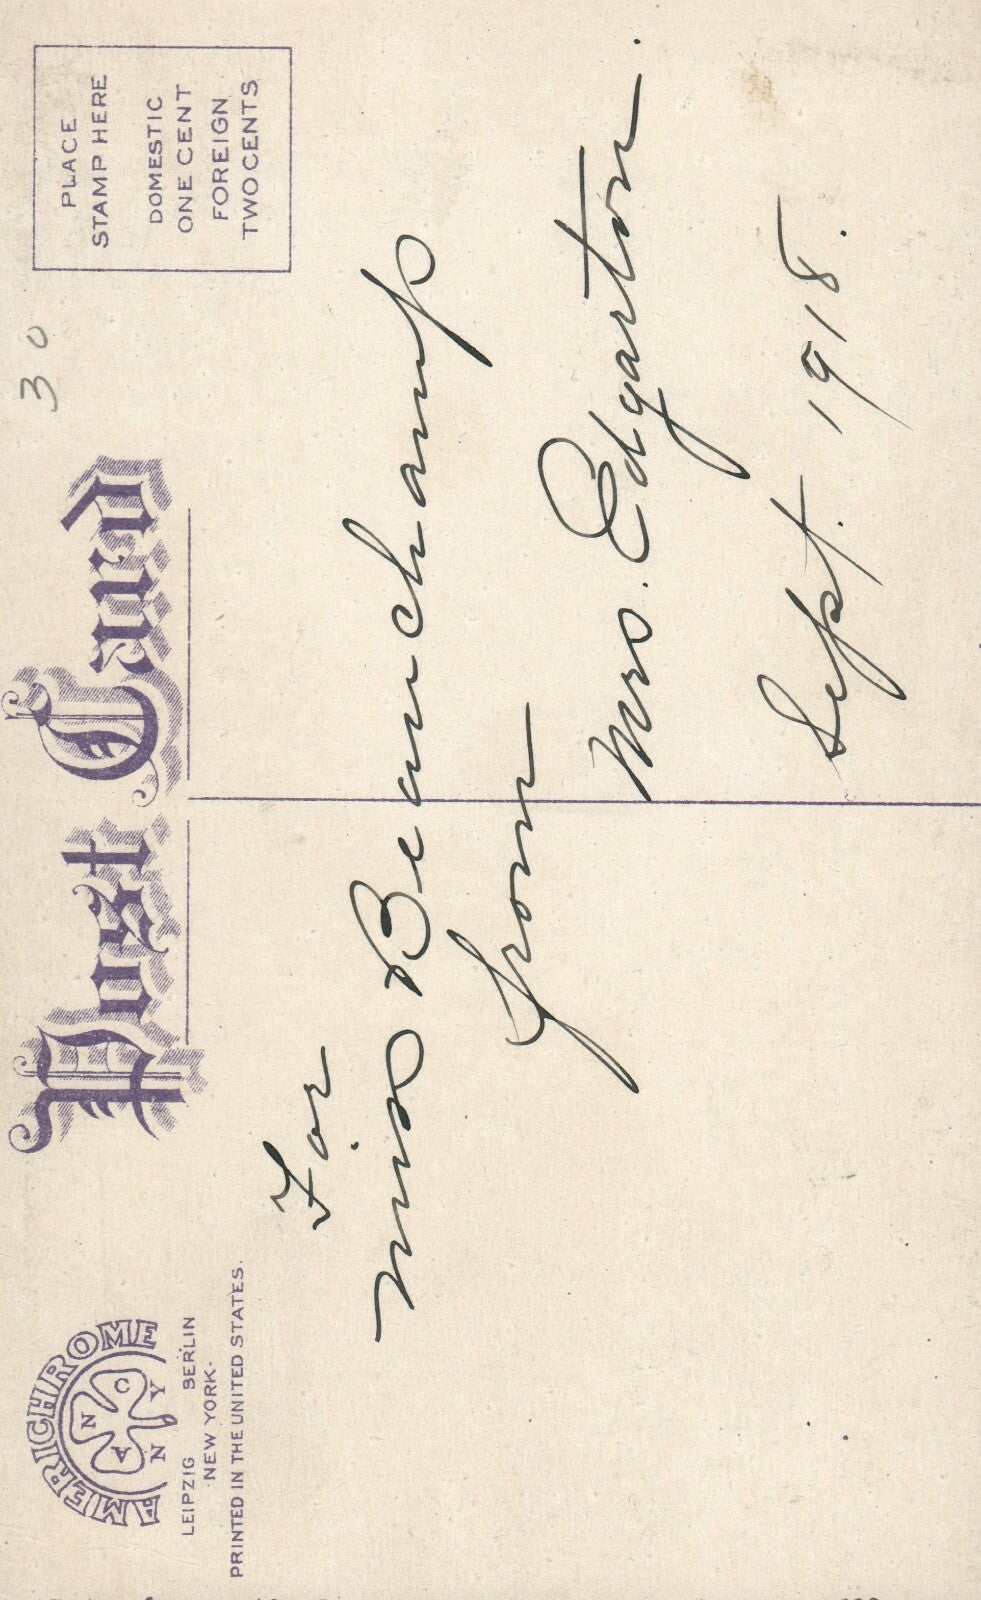 Post Card
30
PLACE
STAMP HERE
DOMESTIC
ONE CENT
FOREIGN
TWO CENTS
AMERICHROME
A N C
N Y
LEIPZIG BERLIN
NEW YORK
PRINTED IN THE UNITED STATES.
For
Miss Beauchamp
from
Mrs. Edgarton.
Sept. 1918.